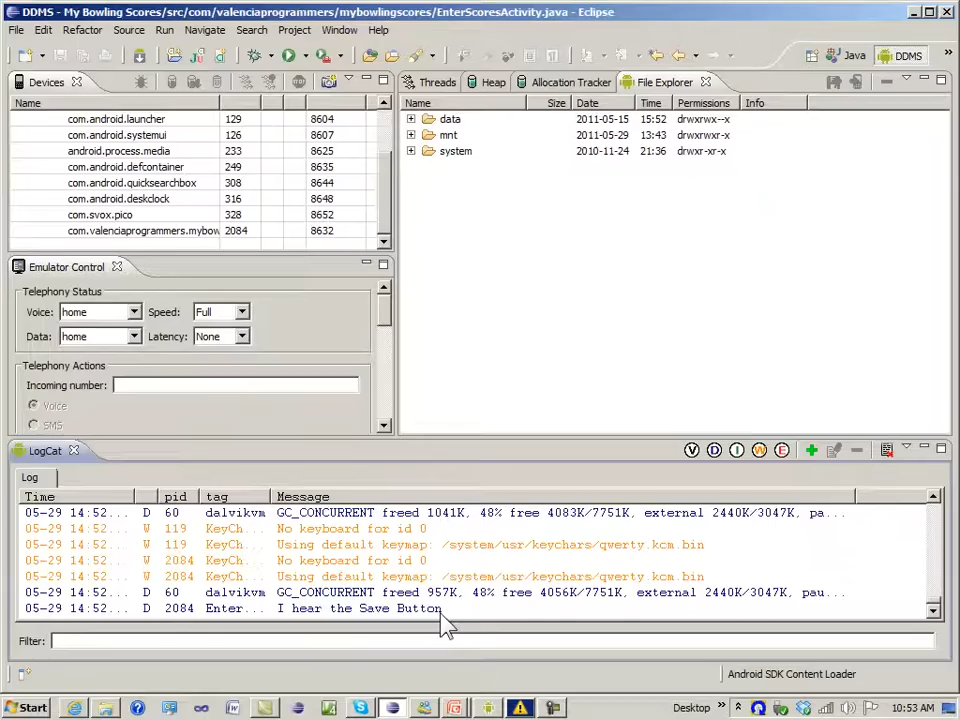 DDMS - My Bowling Scores/src/com/valenciaprogrammers/mybowlingscores/EnterScoresActivity.java - Eclipse
File Edit Refactor Source Run Navigate Search Project Window Help
Java DDMS »
Devices Threads Heap Allocation Tracker File Explorer
Name Name Size Date Time Permissions Info
com.android.launcher 129 8604 data 2011-05-15 15:52 drwxrwx--x
com.android.systemui 126 8607 mnt 2011-05-29 13:43 drwxrwxr-x
android.process.media 233 8625 system 2010-11-24 21:36 drwxr-xr-x
com.android.defcontainer 249 8635
com.android.quicksearchbox 308 8644
com.android.deskclock 316 8648
com.svox.pico 328 8652
com.valenciaprogrammers.mybow 2084 8632
Emulator Control
Telephony Status
Voice: home Speed: Full
Data: home Latency: None
Telephony Actions
Incoming number:
Voice
SMS
LogCat V D I W E
Log
Time pid tag Message
05-29 14:52... D 60 dalvikvm GC_CONCURRENT freed 1041K, 48% free 4083K/7751K, external 2440K/3047K, pa...
05-29 14:52... W 119 KeyCh... No keyboard for id 0
05-29 14:52... W 119 KeyCh... Using default keymap: /system/usr/keychars/qwerty.kcm.bin
05-29 14:52... W 2084 KeyCh... No keyboard for id 0
05-29 14:52... W 2084 KeyCh... Using default keymap: /system/usr/keychars/qwerty.kcm.bin
05-29 14:52... D 60 dalvikvm GC_CONCURRENT freed 957K, 48% free 4056K/7751K, external 2440K/3047K, pau...
05-29 14:52... D 2084 Enter... I hear the Save Button
Filter:
Android SDK Content Loader
Start Desktop » 10:53 AM